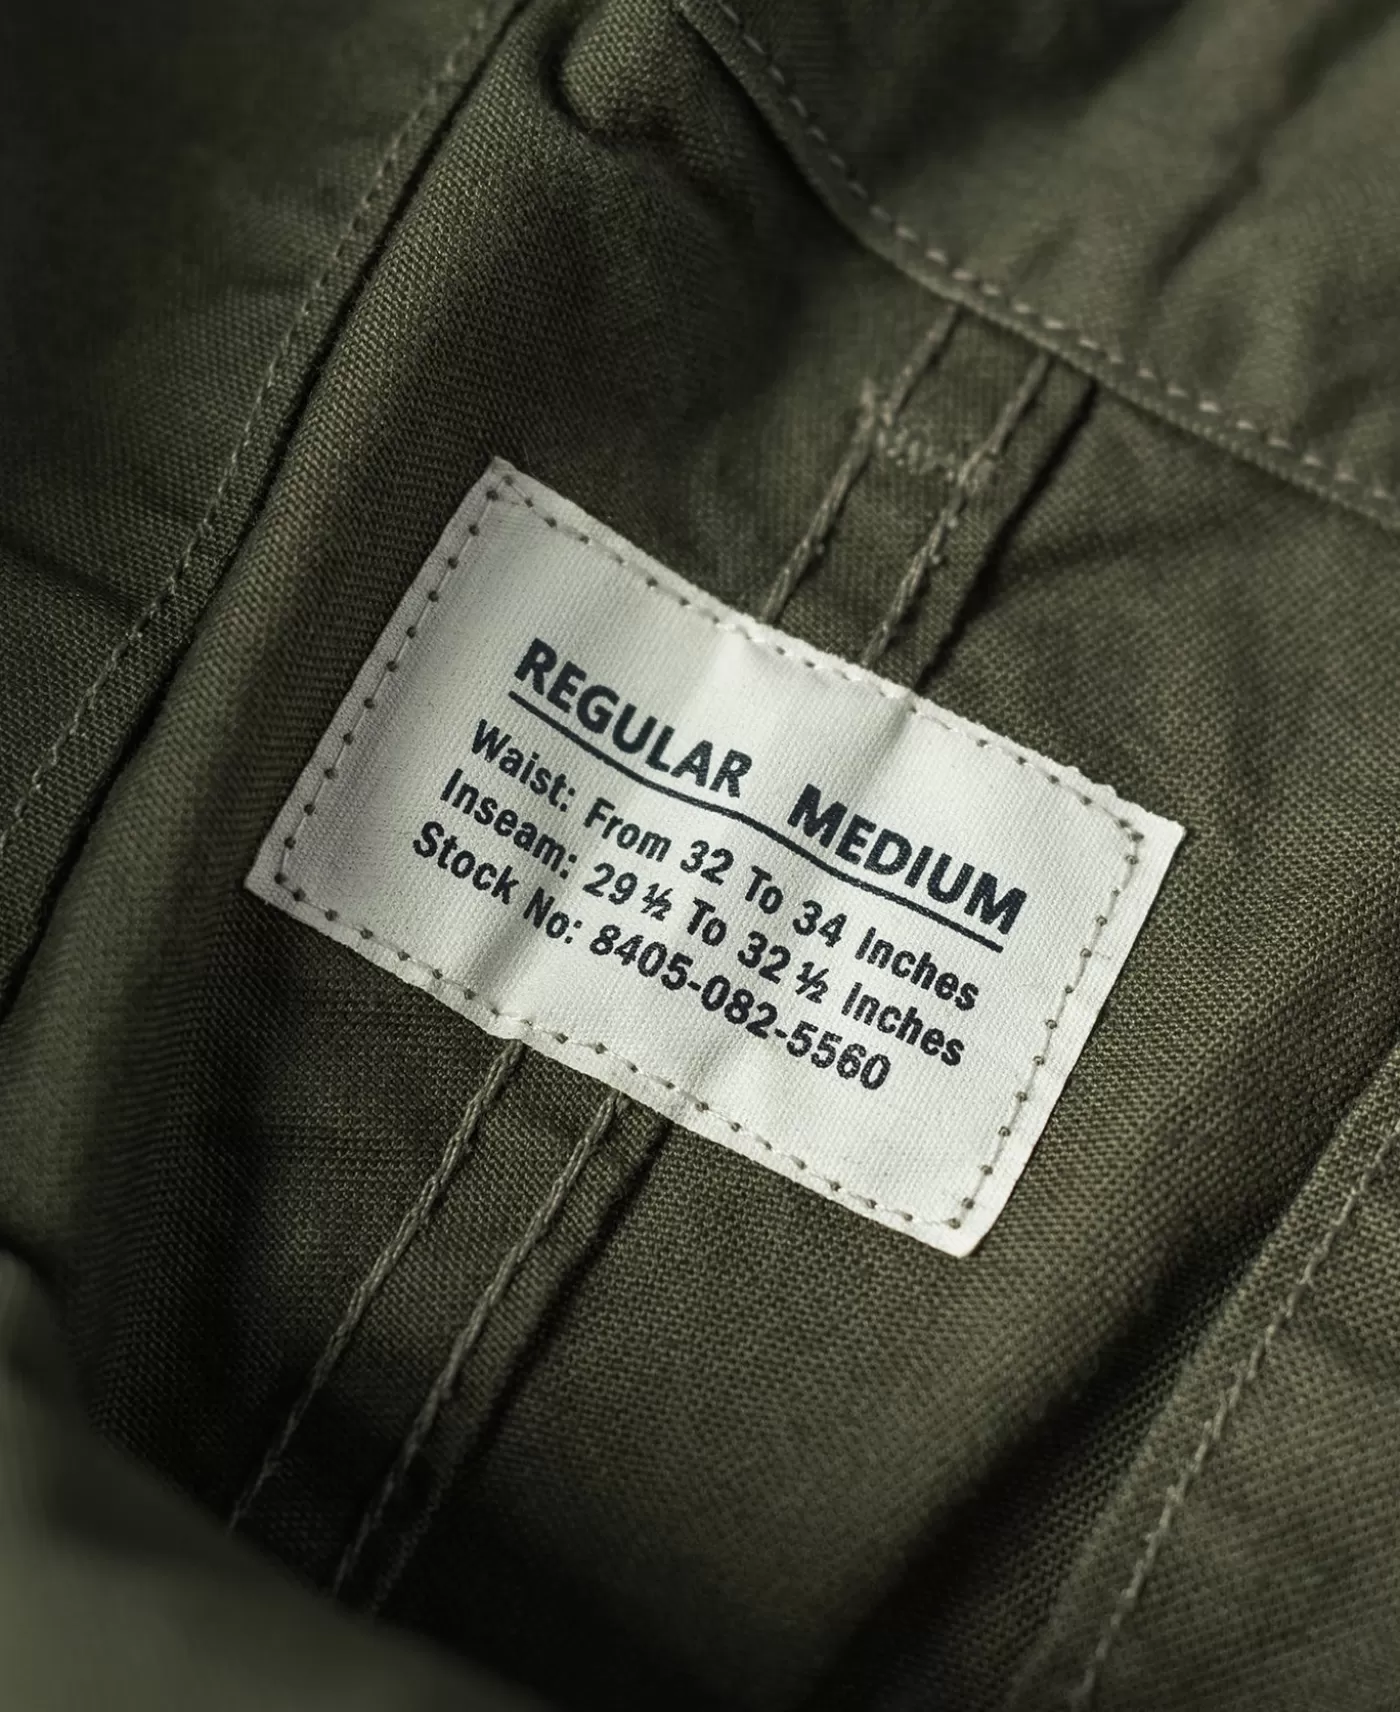 REGULAR MEDIUM
Waist: From 32 To 34 Inches
Inseam: 29 ½ To 32 ½ Inches
Stock No: 8405-082-5560